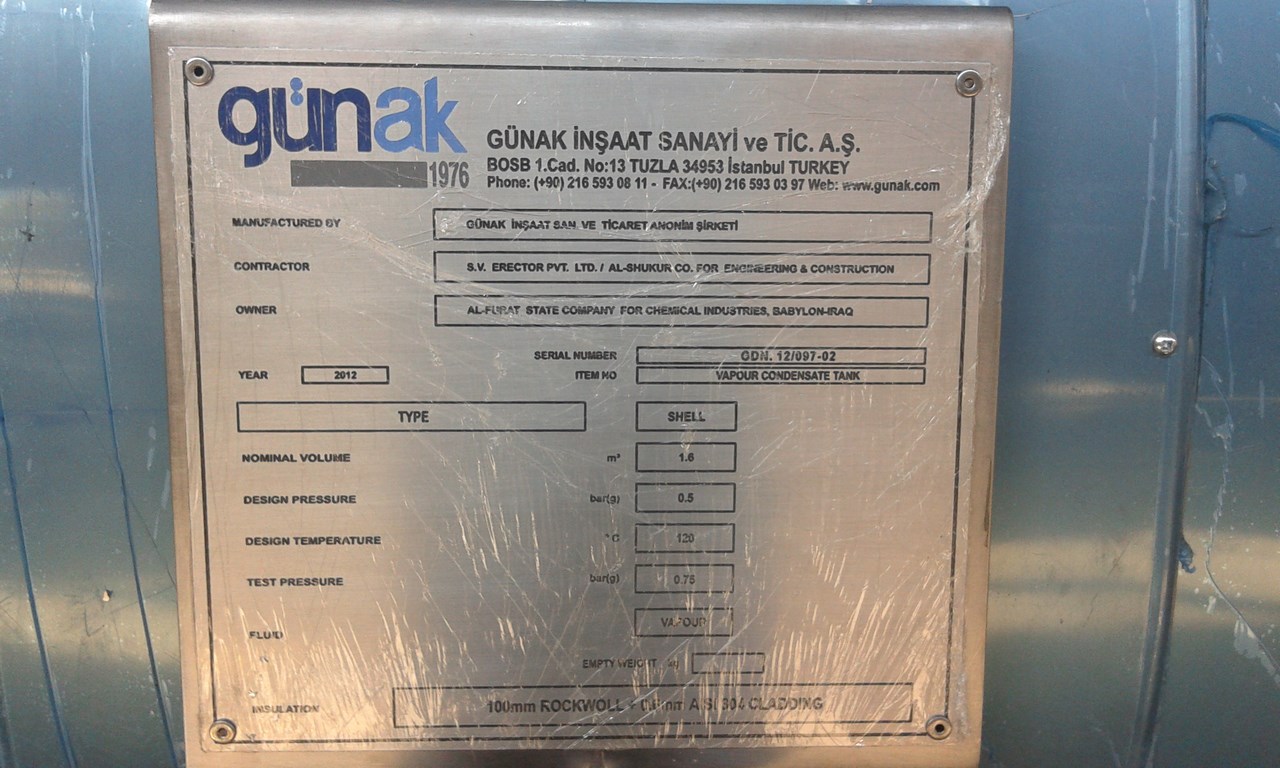 günak
1976
GÜNAK İNŞAAT SANAYİ ve TİC. A.Ş.
BOSB 1.Cad. No:13 TUZLA 34953 İstanbul TURKEY
Phone: (+90) 216 593 08 11 - FAX:(+90) 216 593 03 97 Web: www.gunak.com
MANUFACTURED BY GÜNAK İNŞAAT SAN. VE TİCARET ANONİM ŞİRKETİ
CONTRACTOR S.V. ERECTOR PVT. LTD. / AL-SHUKUR CO. FOR ENGINEERING & CONSTRUCTION
OWNER AL-FURAT STATE COMPANY FOR CHEMICAL INDUSTRIES, BABYLON-IRAQ
SERIAL NUMBER GDN. 12/097-02
YEAR 2012 ITEM NO VAPOUR CONDENSATE TANK
TYPE SHELL
NOMINAL VOLUME m³ 1.6
DESIGN PRESSURE bar(g) 0.5
DESIGN TEMPERATURE °C 120
TEST PRESSURE bar(g) 0.75
FLUID VAPOUR
EMPTY WEIGHT
INSULATION 100mm ROCKWOLL + 0.6mm AISI 304 CLADDING